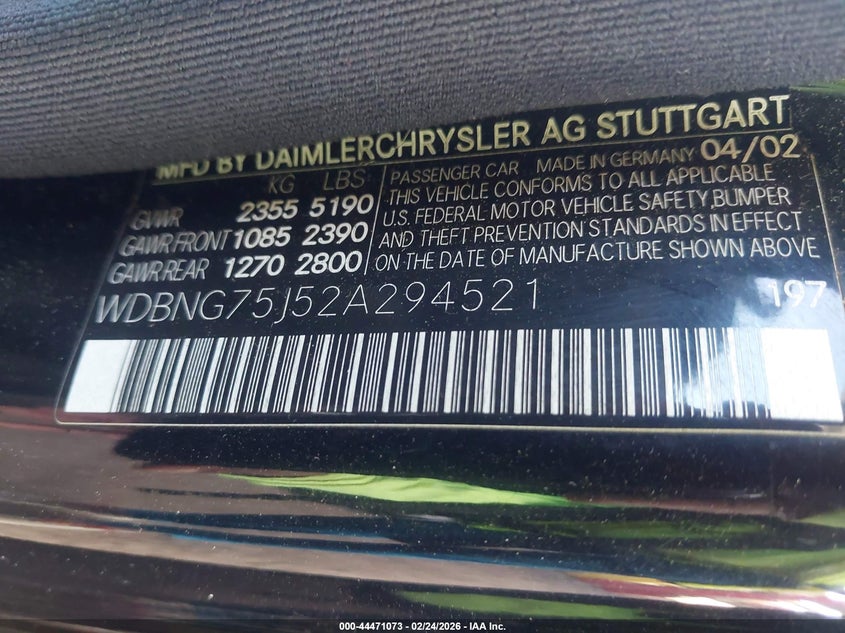 MFD BY DAIMLERCHRYSLER AG STUTTGART
KG LBS
GVWR 2355 5190
GAWR FRONT 1085 2390
GAWR REAR 1270 2800
PASSENGER CAR MADE IN GERMANY 04/02
THIS VEHICLE CONFORMS TO ALL APPLICABLE
U.S. FEDERAL MOTOR VEHICLE SAFETY BUMPER
AND THEFT PREVENTION STANDARDS IN EFFECT
ON THE DATE OF MANUFACTURE SHOWN ABOVE
WDBNG75J52A294521 197
000-44471073 - 02/24/2026 - IAA Inc.